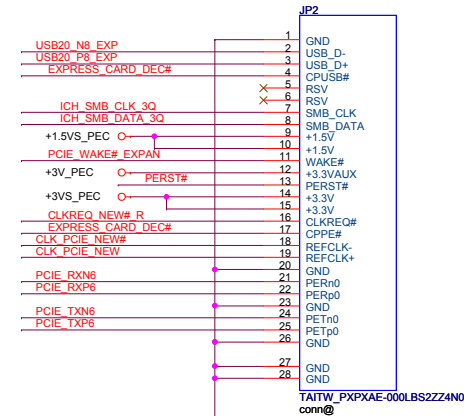 JP2
1 GND
USB20_N8_EXP 2 USB_D-
USB20_P8_EXP 3 USB_D+
EXPRESS_CARD_DEC# 4 CPUSB#
5 RSV
6 RSV
ICH_SMB_CLK_3Q 7 SMB_CLK
ICH_SMB_DATA_3Q 8 SMB_DATA
+1.5VS_PEC 9 +1.5V
10 +1.5V
PCIE_WAKE#_EXPAN 11 WAKE#
+3V_PEC 12 +3.3VAUX
PERST# 13 PERST#
+3VS_PEC 14 +3.3V
15 +3.3V
CLKREQ_NEW#_R 16 CLKREQ#
EXPRESS_CARD_DEC# 17 CPPE#
CLK_PCIE_NEW# 18 REFCLK-
CLK_PCIE_NEW 19 REFCLK+
20 GND
PCIE_RXN6 21 PERn0
PCIE_RXP6 22 PERp0
23 GND
PCIE_TXN6 24 PETn0
PCIE_TXP6 25 PETp0
26 GND
27 GND
28 GND
TAITW_PXPXAE-000LBS2ZZ4N0
conn@